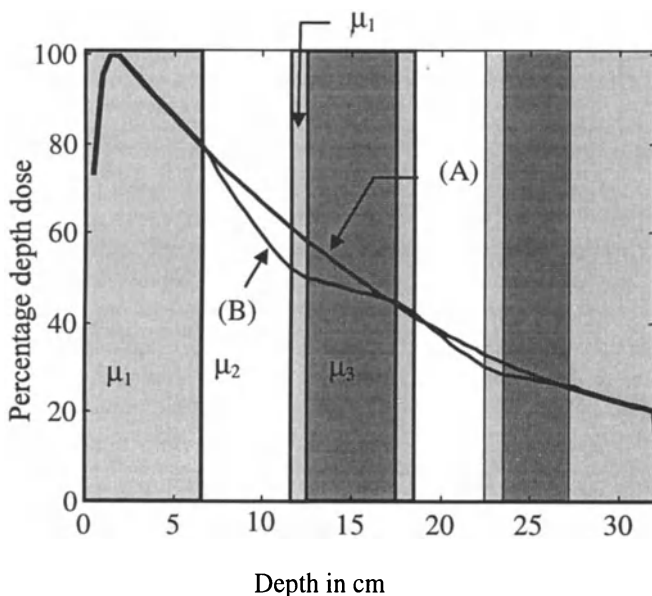 μ1
100
80
60
40
20
0
Percentage depth dose
(A)
(B)
μ1
μ2
μ3
0 5 10 15 20 25 30
Depth in cm